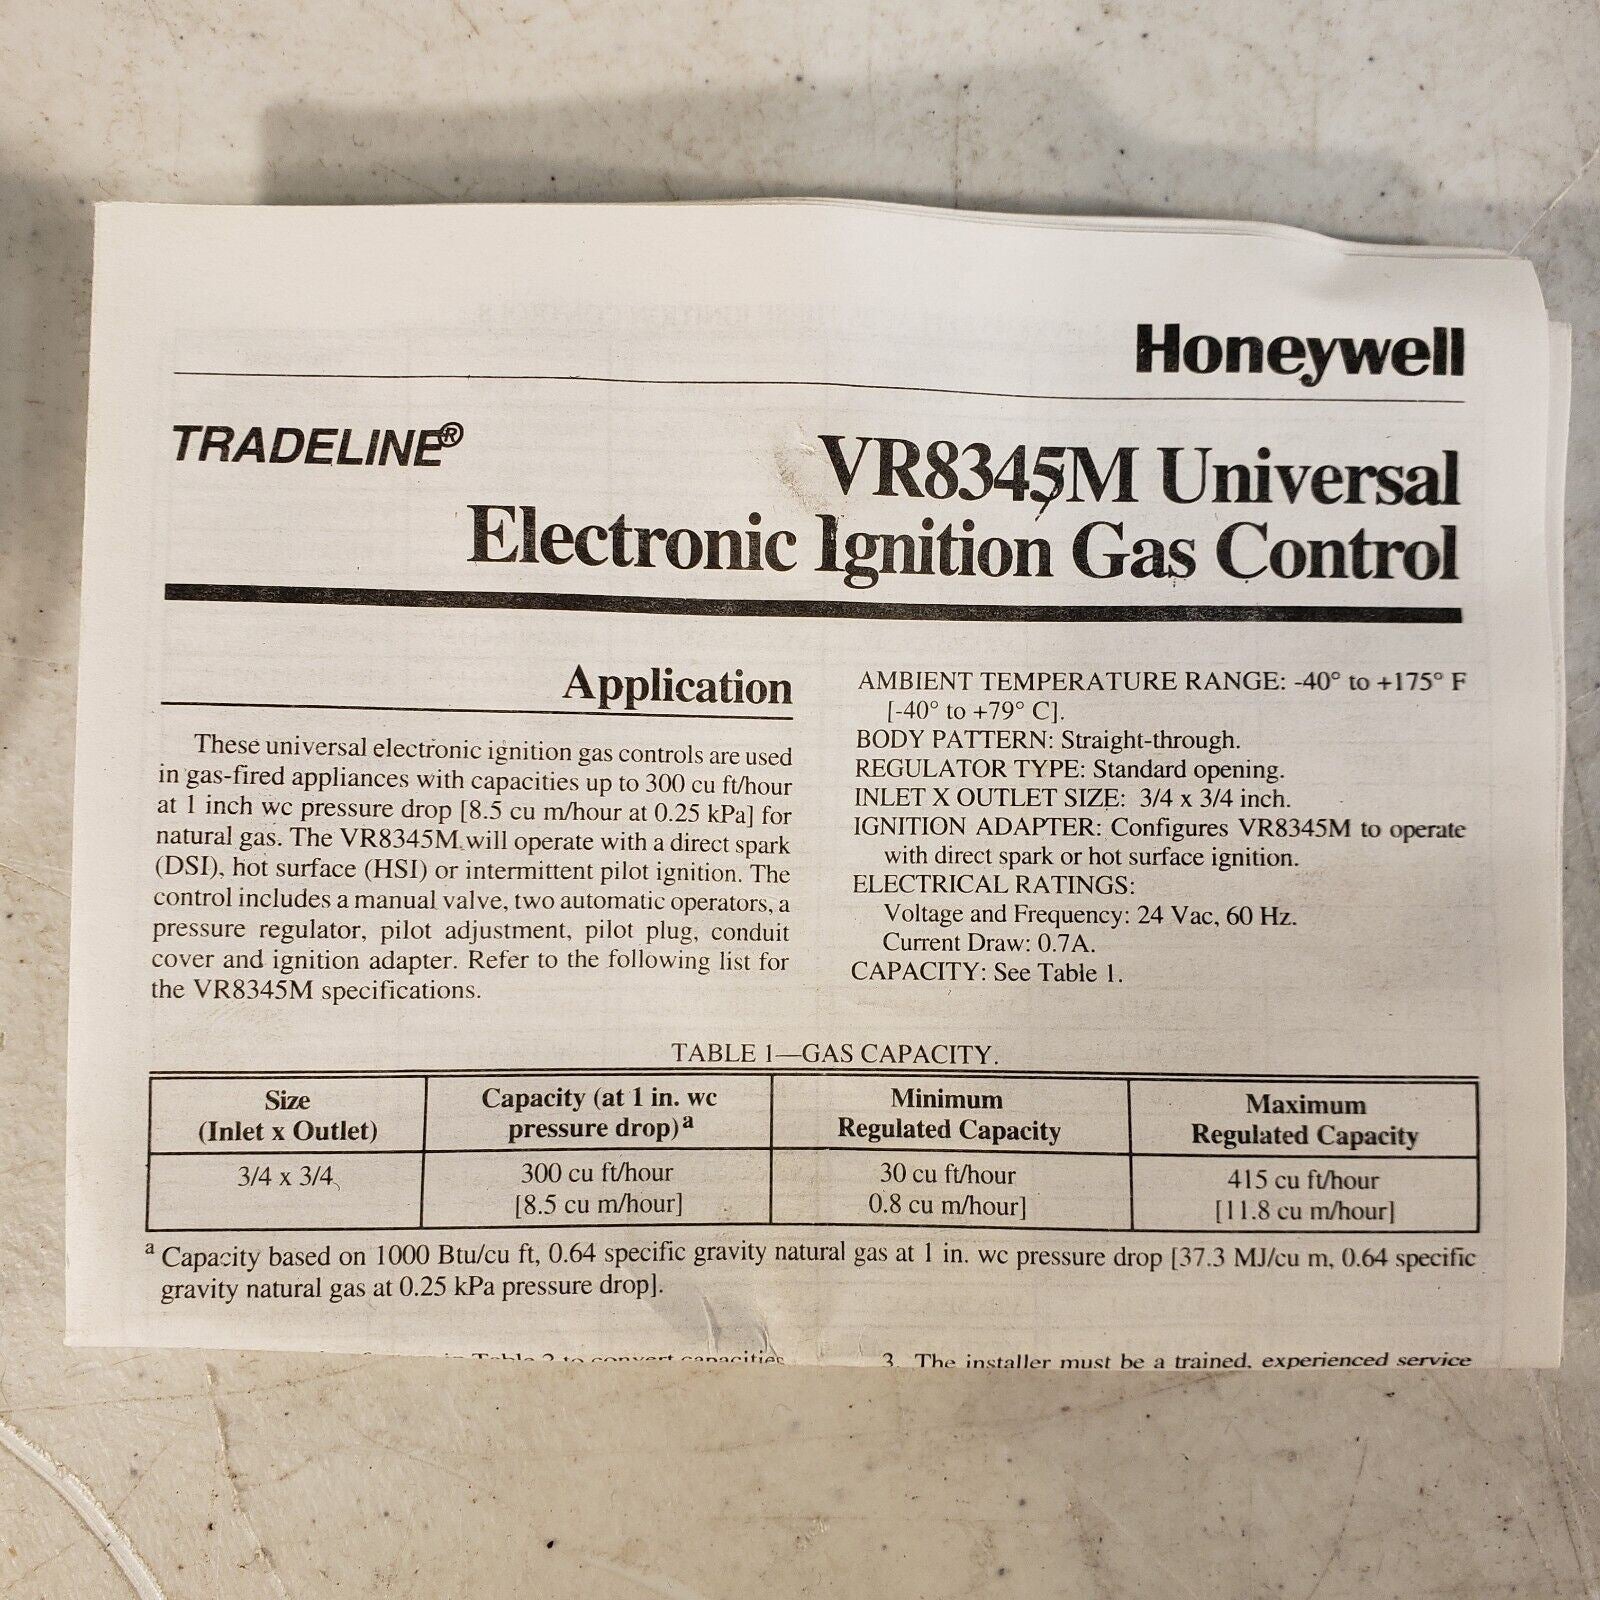 Honeywell
TRADELINE®
VR8345M Universal
Electronic Ignition Gas Control
Application
These universal electronic ignition gas controls are used
in gas-fired appliances with capacities up to 300 cu ft/hour
at 1 inch wc pressure drop [8.5 cu m/hour at 0.25 kPa] for
natural gas. The VR8345M will operate with a direct spark
(DSI), hot surface (HSI) or intermittent pilot ignition. The
control includes a manual valve, two automatic operators, a
pressure regulator, pilot adjustment, pilot plug, conduit
cover and ignition adapter. Refer to the following list for
the VR8345M specifications.
AMBIENT TEMPERATURE RANGE: -40° to +175° F
[-40° to +79° C].
BODY PATTERN: Straight-through.
REGULATOR TYPE: Standard opening.
INLET X OUTLET SIZE: 3/4 x 3/4 inch.
IGNITION ADAPTER: Configures VR8345M to operate
with direct spark or hot surface ignition.
ELECTRICAL RATINGS:
Voltage and Frequency: 24 Vac, 60 Hz.
Current Draw: 0.7A.
CAPACITY: See Table 1.
TABLE 1—GAS CAPACITY.
Size
(Inlet x Outlet)
Capacity (at 1 in. wc
pressure drop)a
Minimum
Regulated Capacity
Maximum
Regulated Capacity
3/4 x 3/4
300 cu ft/hour
[8.5 cu m/hour]
30 cu ft/hour
0.8 cu m/hour]
415 cu ft/hour
[11.8 cu m/hour]
a Capacity based on 1000 Btu/cu ft, 0.64 specific gravity natural gas at 1 in. wc pressure drop [37.3 MJ/cu m, 0.64 specific
gravity natural gas at 0.25 kPa pressure drop].
in Table 2 to convert capacities
3. The installer must be a trained, experienced service